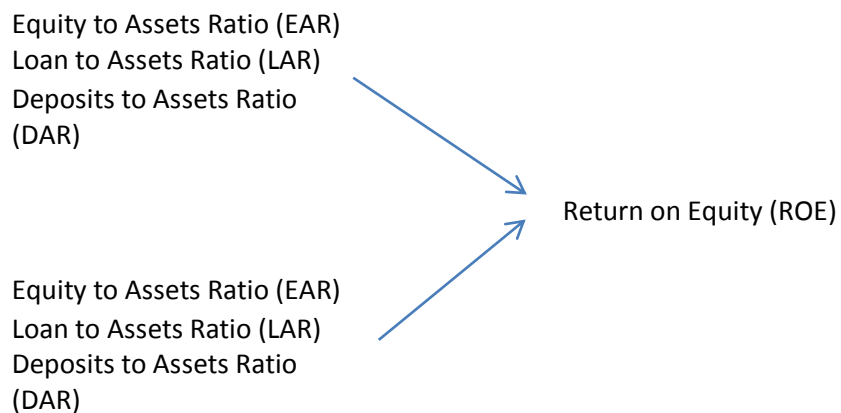 Equity to Assets Ratio (EAR)
Loan to Assets Ratio (LAR)
Deposits to Assets Ratio
(DAR)
Return on Equity (ROE)
Equity to Assets Ratio (EAR)
Loan to Assets Ratio (LAR)
Deposits to Assets Ratio
(DAR)